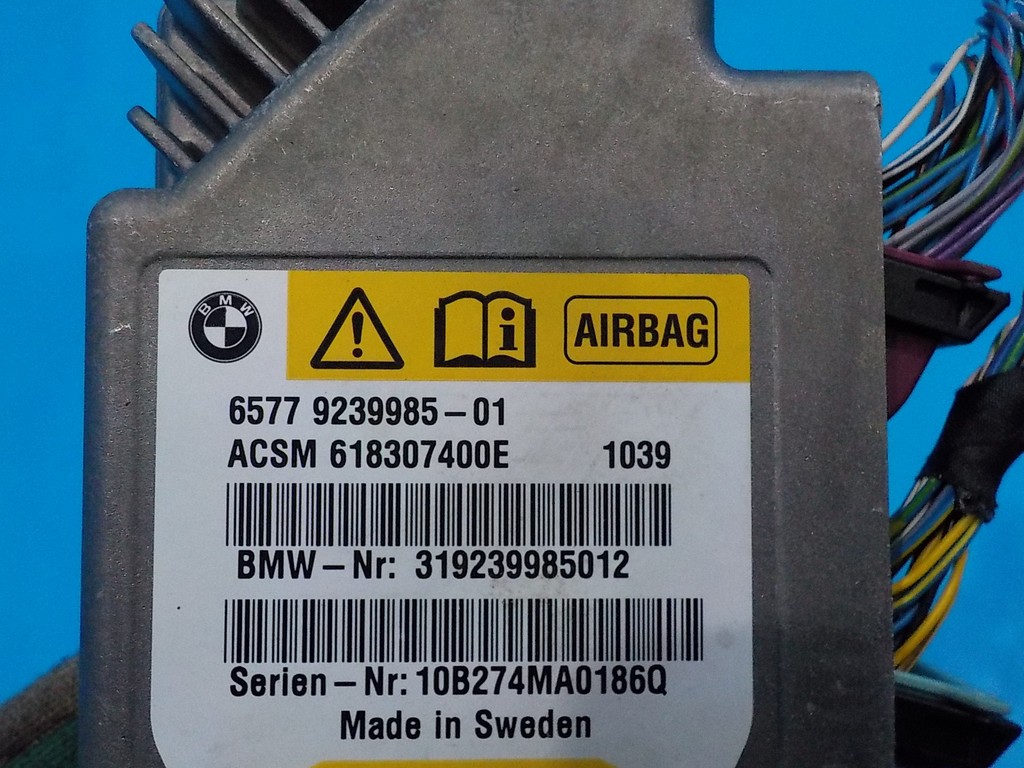 BMW
AIRBAG
6577 9239985-01
ACSM 618307400E 1039
BMW-Nr: 319239985012
Serien-Nr: 10B274MA0186Q
Made in Sweden